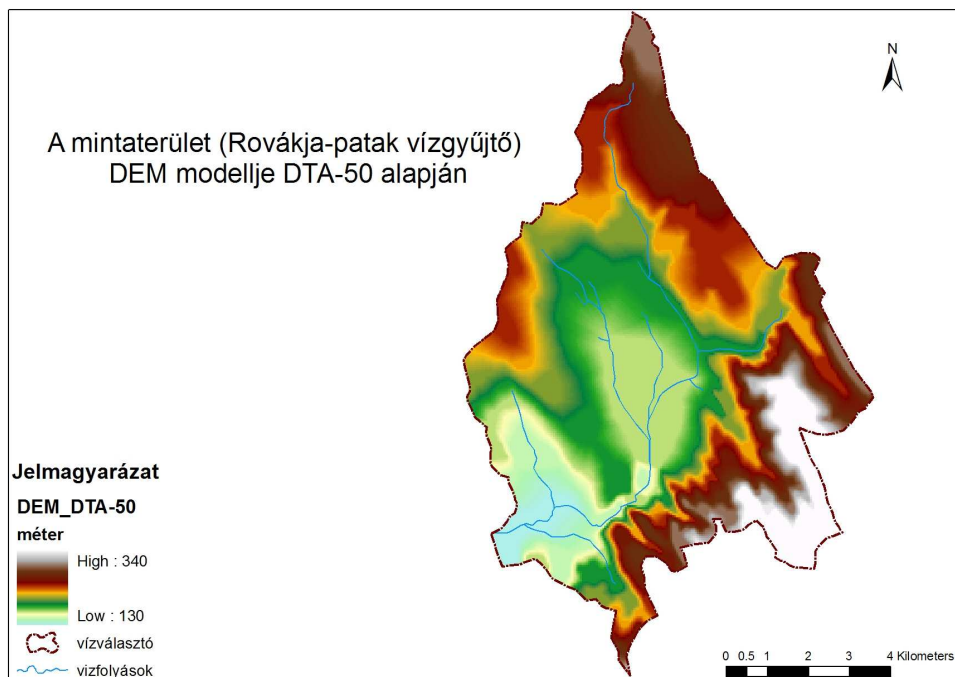 A mintaterület (Rovákja-patak vízgyűjtő)
DEM modellje DTA-50 alapján
N
Jelmagyarázat
DEM_DTA-50
méter
High : 340
Low : 130
vízválasztó
vizfolyások
0 0.5 1 2 3 4 Kilometers